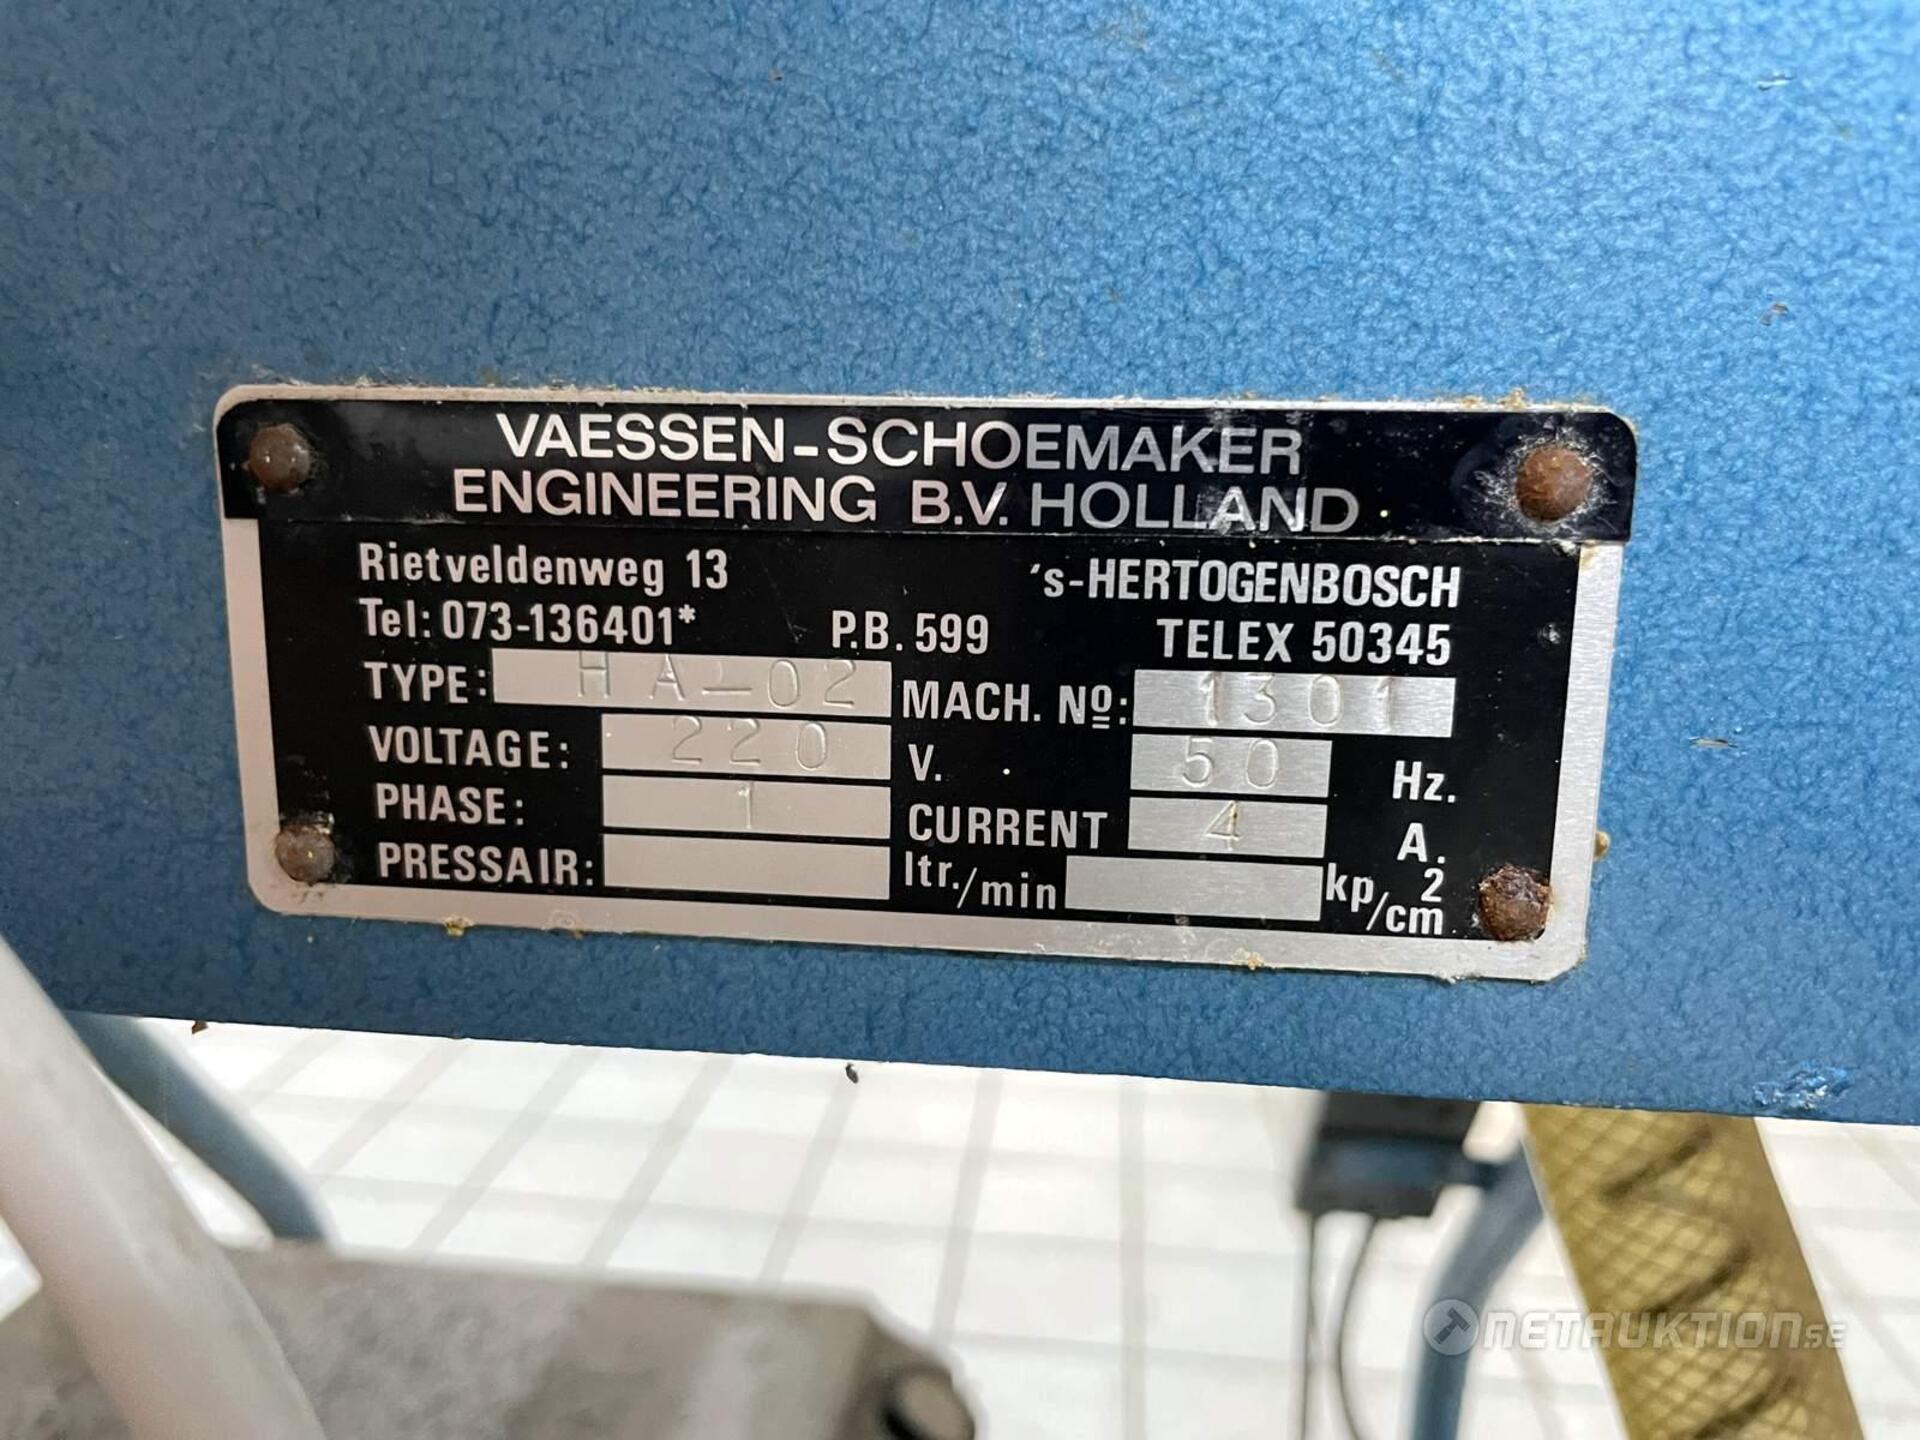 VAESSEN-SCHOEMAKER
ENGINEERING B.V. HOLLAND
Rietveldenweg 13 's-HERTOGENBOSCH
Tel: 073-136401* P.B. 599 TELEX 50345
TYPE: HA-02 MACH. Nº: 1301
VOLTAGE: 220 V. 50 Hz.
PHASE: 1 CURRENT 4 A.
PRESSAIR: ltr./min kp/cm2
NETAUKTION.SE